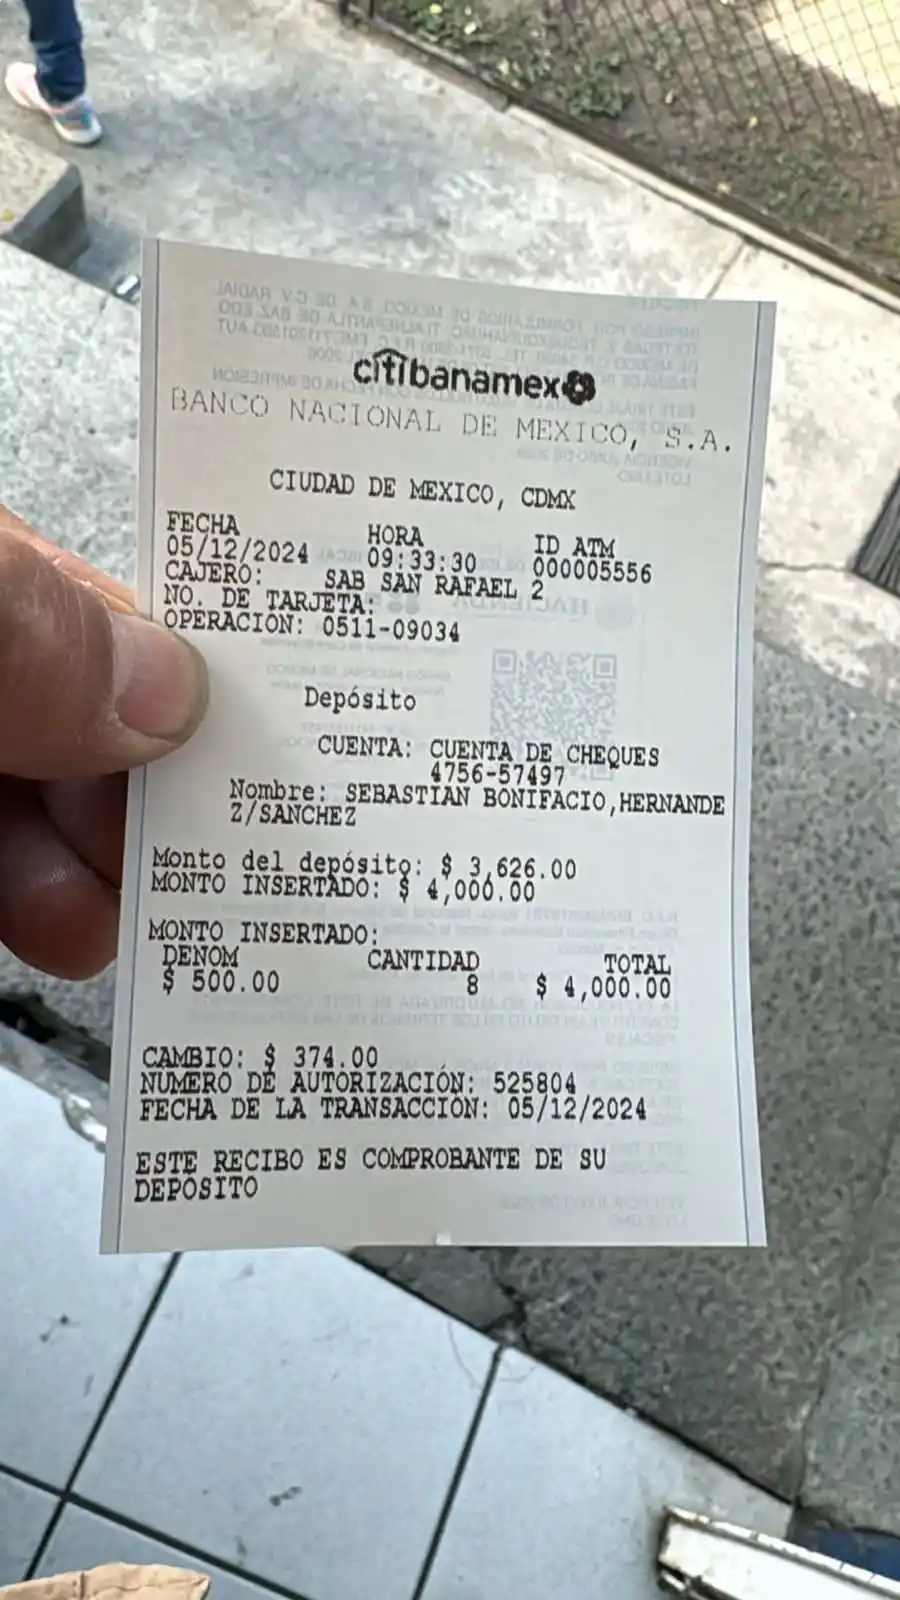 citibanamex
BANCO NACIONAL DE MEXICO, S.A.
CIUDAD DE MEXICO, CDMX
FECHA HORA ID ATM
05/12/2024 09:33:30 000005556
CAJERO: SAB SAN RAFAEL 2
NO. DE TARJETA:
OPERACIÓN: 0511-09034
Depósito
CUENTA: CUENTA DE CHEQUES
4756-57497
Nombre: SEBASTIAN BONIFACIO,HERNANDE
Z/SANCHEZ
Monto del depósito: $ 3,626.00
MONTO INSERTADO: $ 4,000.00
MONTO INSERTADO:
DENOM CANTIDAD TOTAL
$ 500.00 8 $ 4,000.00
CAMBIO: $ 374.00
NUMERO DE AUTORIZACIÓN: 525804
FECHA DE LA TRANSACCIÓN: 05/12/2024
ESTE RECIBO ES COMPROBANTE DE SU
DEPÓSITO